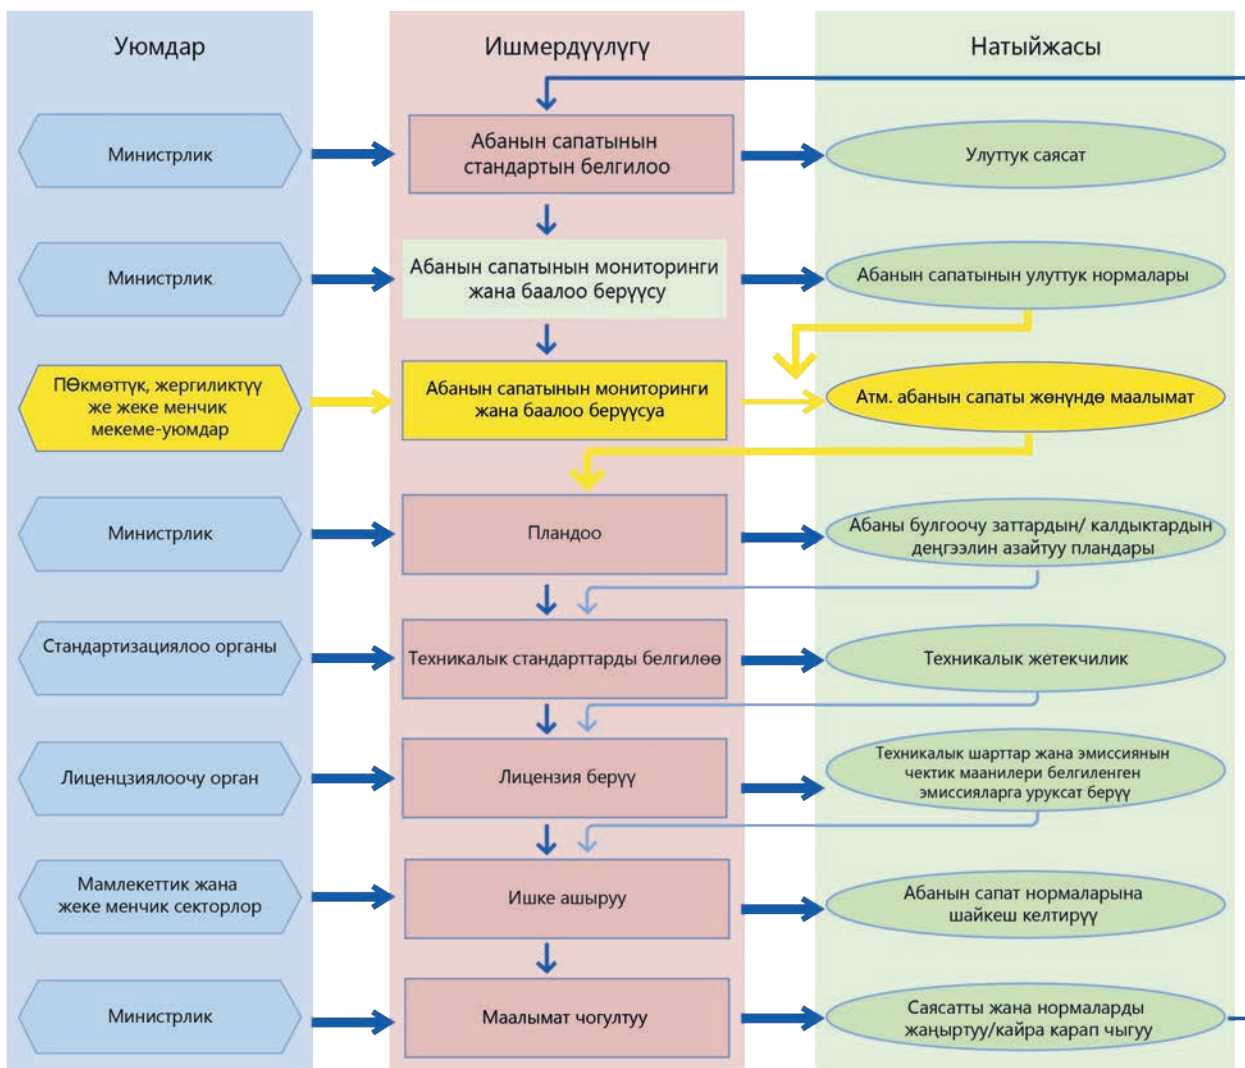 Уюмдар
Ишмердүүлүгү
Натыйжасы
Министрлик
Абанын сапатынын
стандартын белгилоо
Улуттук саясат
Министрлик
Абанын сапатынын мониторинги
жана баалоо берүүсу
Абанын сапатынын улуттук нормалары
ПӨкмөттүк, жергиликтүү
же жеке менчик
мекеме-уюмдар
Абанын сапатынын мониторинги
жана баалоо берүүсуа
Атм. абанын сапаты жөнүндө маалымат
Министрлик
Пландоо
Абаны булгоочу заттардын/ калдыктардын
деңгээлин азайтуу пландары
Стандартизациялоо органы
Техникалык стандарттарды белгилөө
Техникалык жетекчилик
Лиценцзиялоочу орган
Лицензия берүү
Техникалык шарттар жана эмиссиянын
чектик маанилери белгиленген
эмиссияларга уруксат берүү
Мамлекеттик жана
жеке менчик секторлор
Ишке ашыруу
Абанын сапат нормаларына
шайкеш келтирүү
Министрлик
Маалымат чогултуу
Саясатты жана нормаларды
жаңыртуу/кайра карап чыгуу